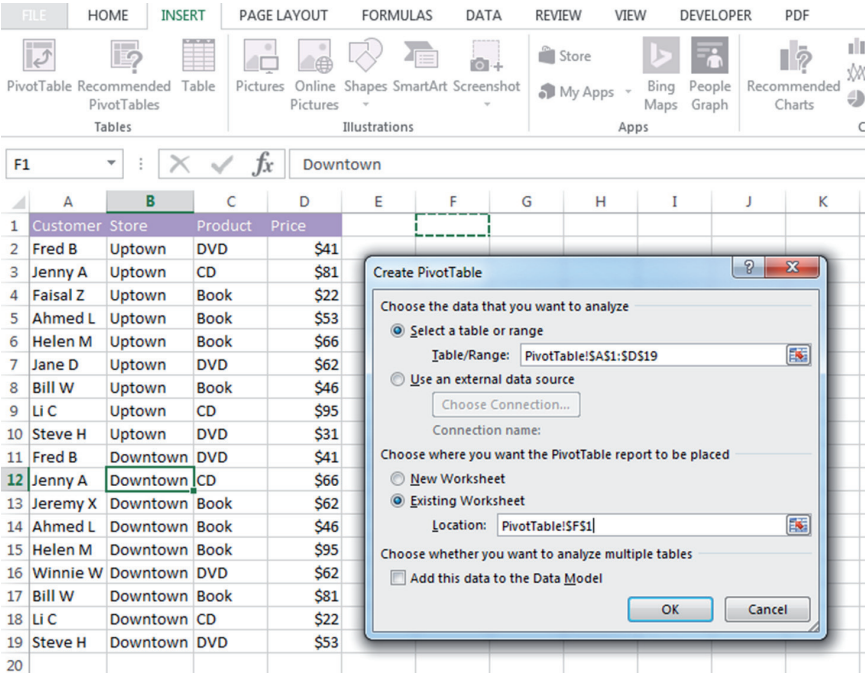 FILE HOME INSERT PAGE LAYOUT FORMULAS DATA REVIEW VIEW DEVELOPER PDF
PivotTable Recommended PivotTables Table Pictures Online Pictures Shapes SmartArt Screenshot Store My Apps Bing Maps People Graph Recommended Charts
Tables Illustrations Apps C
F1 fx Downtown
A B C D E F G H I J K
1 Customer Store Product Price
2 Fred B Uptown DVD $41
3 Jenny A Uptown CD $81
4 Faisal Z Uptown Book $22
5 Ahmed L Uptown Book $53
6 Helen M Uptown Book $66
7 Jane D Uptown DVD $62
8 Bill W Uptown Book $46
9 Li C Uptown CD $95
10 Steve H Uptown DVD $31
11 Fred B Downtown DVD $41
12 Jenny A Downtown CD $66
13 Jeremy X Downtown Book $62
14 Ahmed L Downtown Book $46
15 Helen M Downtown Book $95
16 Winnie W Downtown DVD $62
17 Bill W Downtown Book $81
18 Li C Downtown CD $22
19 Steve H Downtown DVD $53
20
Create PivotTable
Choose the data that you want to analyze
Select a table or range
Table/Range: PivotTable!$A$1:$D$19
Use an external data source
Choose Connection...
Connection name:
Choose where you want the PivotTable report to be placed
New Worksheet
Existing Worksheet
Location: PivotTable!$F$1
Choose whether you want to analyze multiple tables
Add this data to the Data Model
OK Cancel